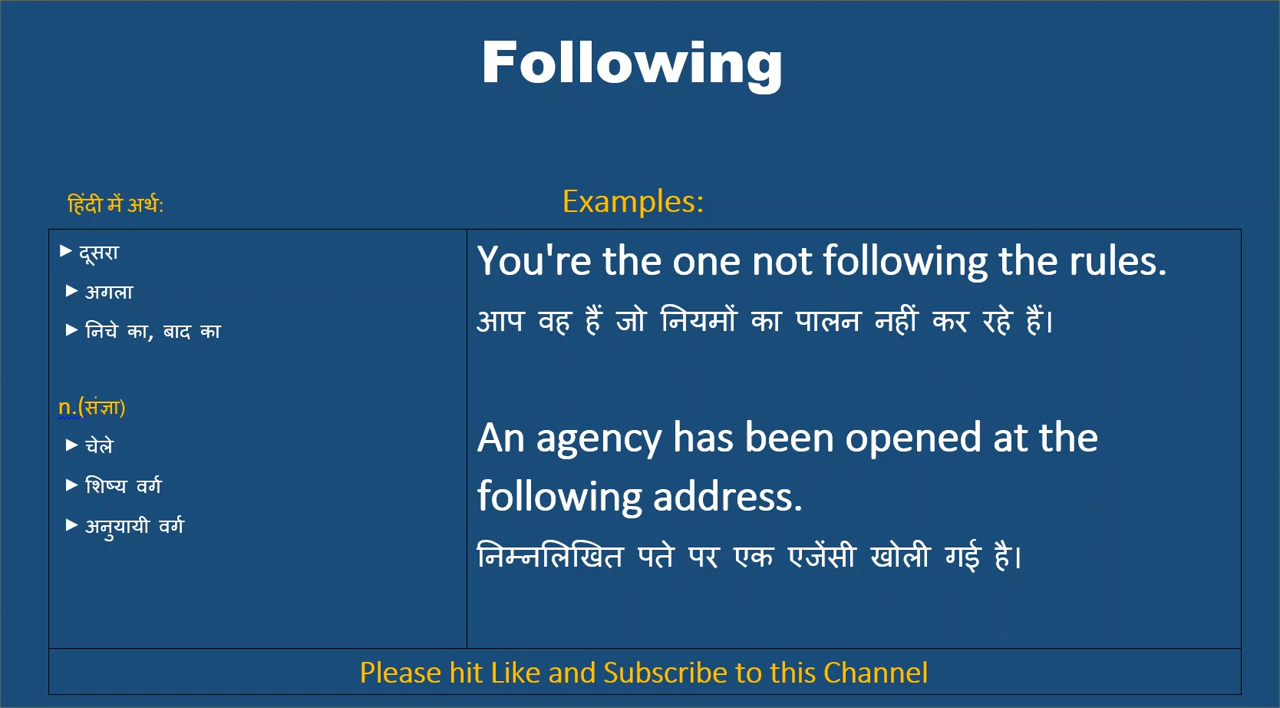 Following
हिंदी में अर्थ:
Examples:
▶ दूसरा
▶ अगला
▶ निचे का, बाद का
n.(संज्ञा)
▶ चेले
▶ शिष्य वर्ग
▶ अनुयायी वर्ग
You're the one not following the rules.
आप वह हैं जो नियमों का पालन नहीं कर रहे हैं।
An agency has been opened at the
following address.
निम्नलिखित पते पर एक एजेंसी खोली गई है।
Please hit Like and Subscribe to this Channel